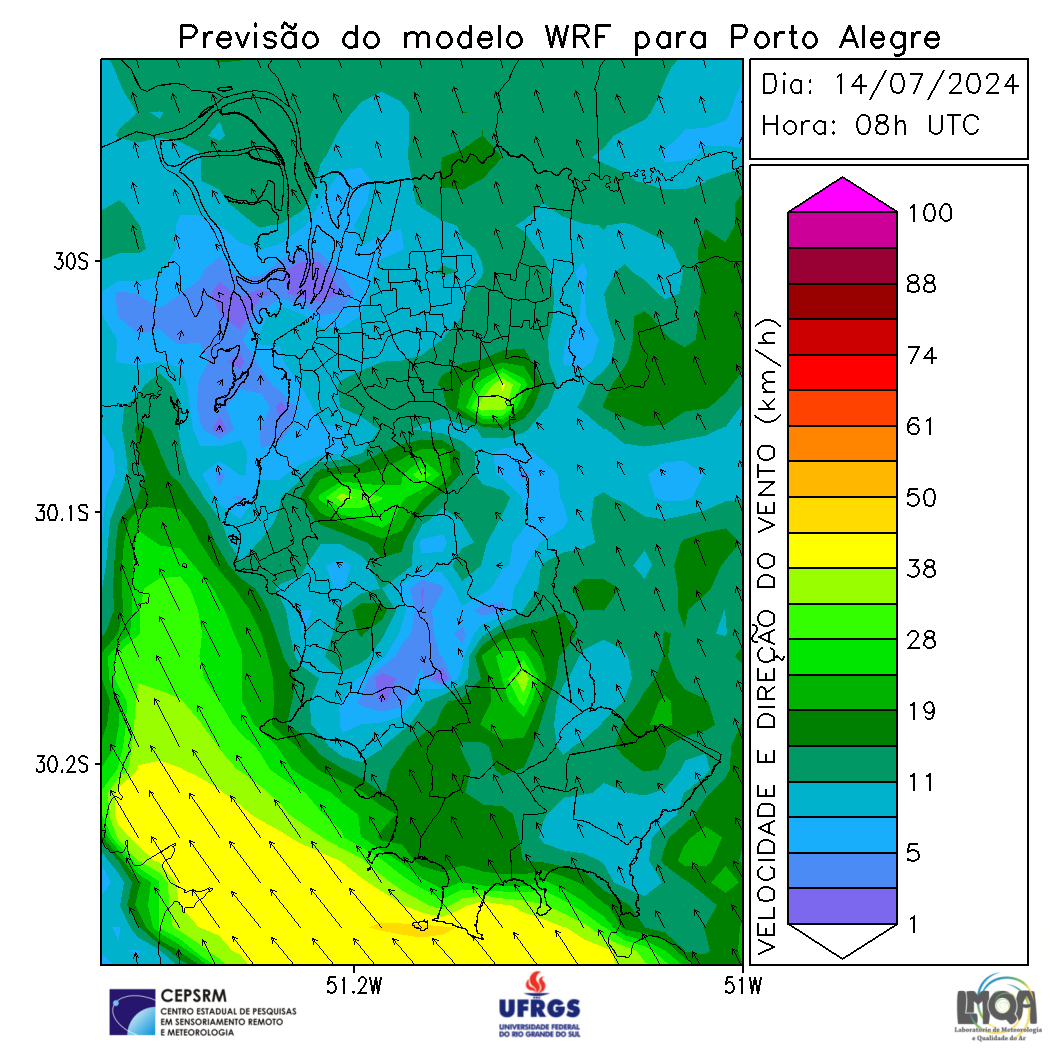 Previsão do modelo WRF para Porto Alegre
Dia: 14/07/2024
Hora: 08h UTC
30S
30.1S
30.2S
51.2W
51W
VELOCIDADE E DIREÇÃO DO VENTO (km/h)
100
88
74
61
50
38
28
19
11
5
1
CEPSRM
CENTRO ESTADUAL DE PESQUISAS
EM SENSORIAMENTO REMOTO
E METEOROLOGIA
UFRGS
UNIVERSIDADE FEDERAL
DO RIO GRANDE DO SUL
LMQA
Laboratório de Meteorologia
e Qualidade do Ar